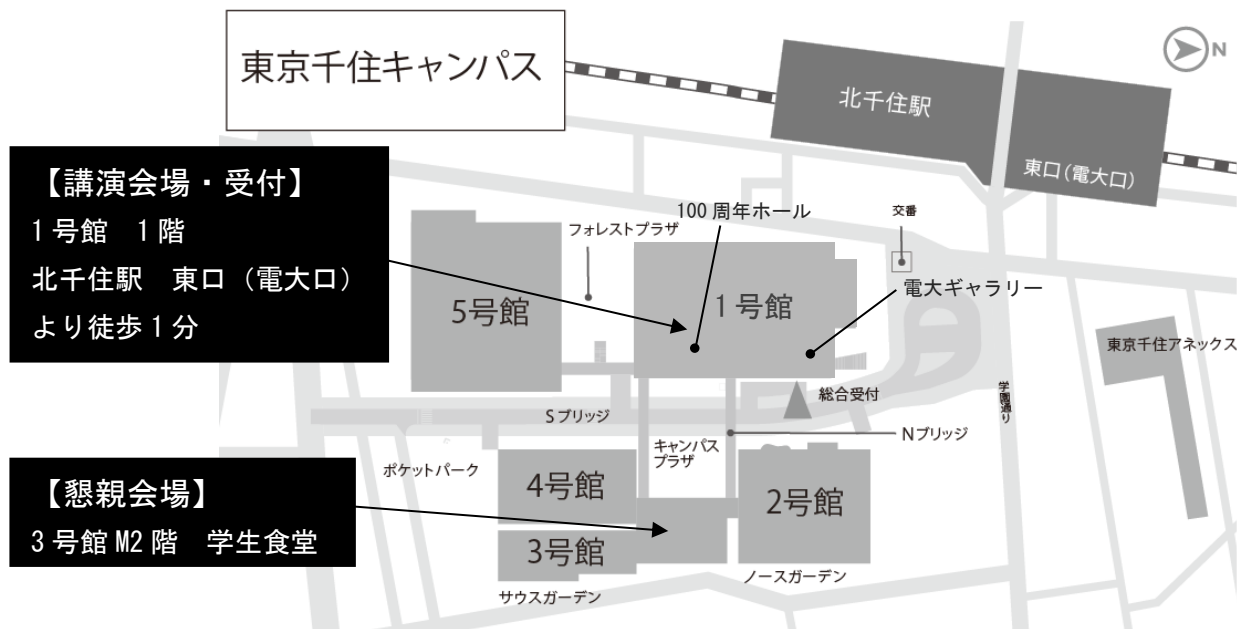 東京千住キャンパス
N
北千住駅
東口(電大口)
【講演会場・受付】
1号館　1階
北千住駅　東口（電大口）
より徒歩1分
100周年ホール
フォレストプラザ
交番
電大ギャラリー
5号館
1号館
東京千住アネックス
総合受付
学園通り
Sブリッジ
Nブリッジ
キャンパス
プラザ
ポケットパーク
【懇親会場】
3号館M2階　学生食堂
4号館
2号館
3号館
ノースガーデン
サウスガーデン